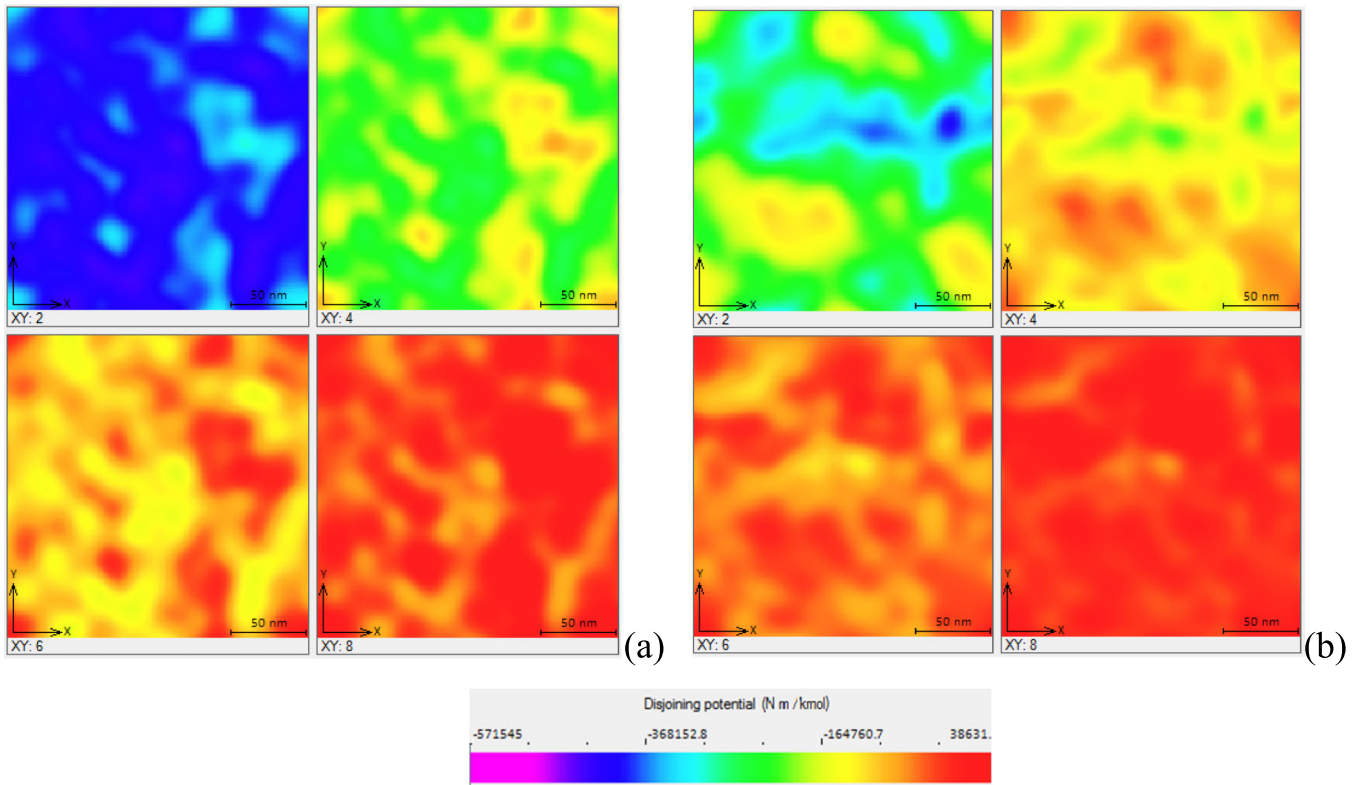 Y
X
50 nm
XY: 2
Y
X
50 nm
XY: 4
Y
X
50 nm
XY: 6
Y
X
50 nm
XY: 8
(a)
Y
X
50 nm
XY: 2
Y
X
50 nm
XY: 4
Y
X
50 nm
XY: 6
Y
X
50 nm
XY: 8
(b)
Disjoining potential (N m / kmol)
-571545 -368152.8 -164760.7 38631.